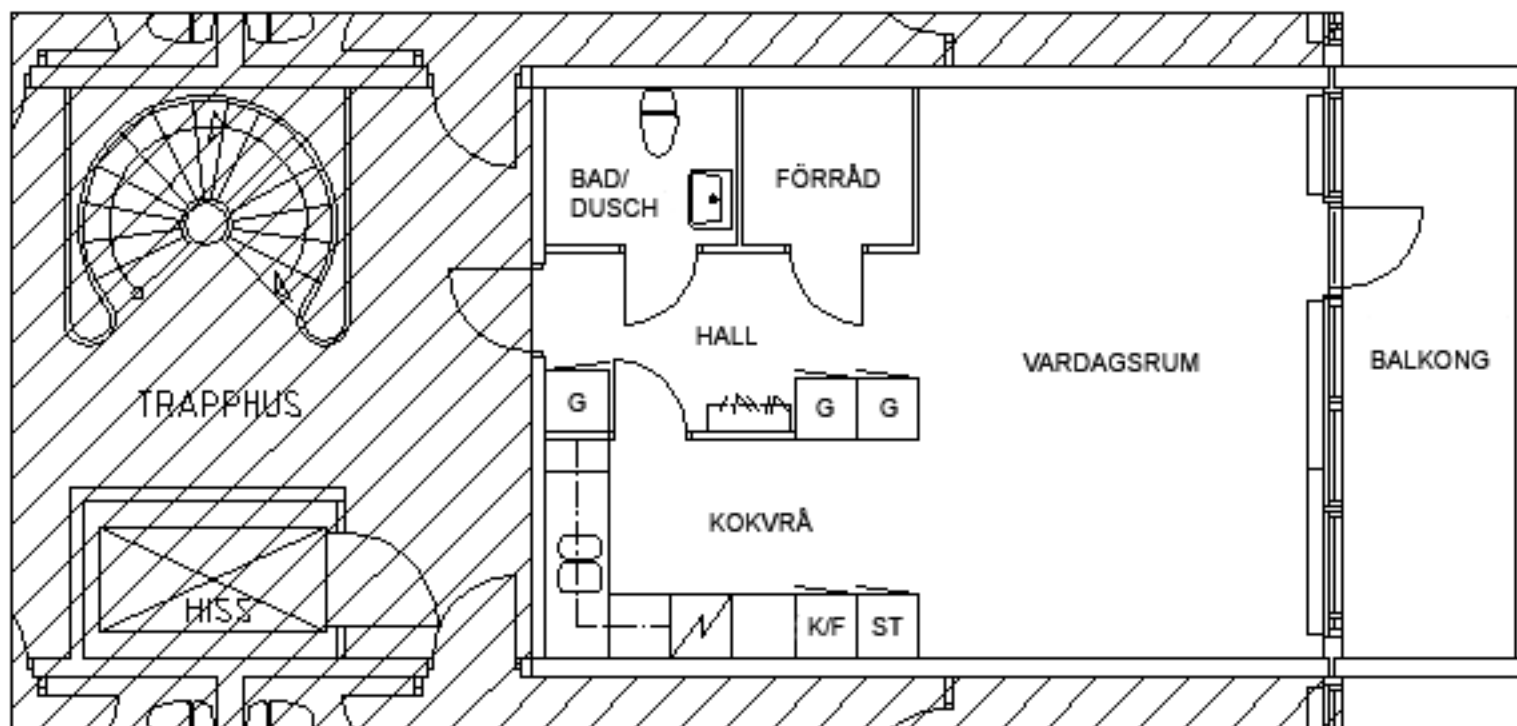 BAD/
DUSCH
FÖRRÅD
HALL
VARDAGSRUM
BALKONG
TRAPPHUS
G
G
G
KOKVRÅ
HISS
K/F
ST